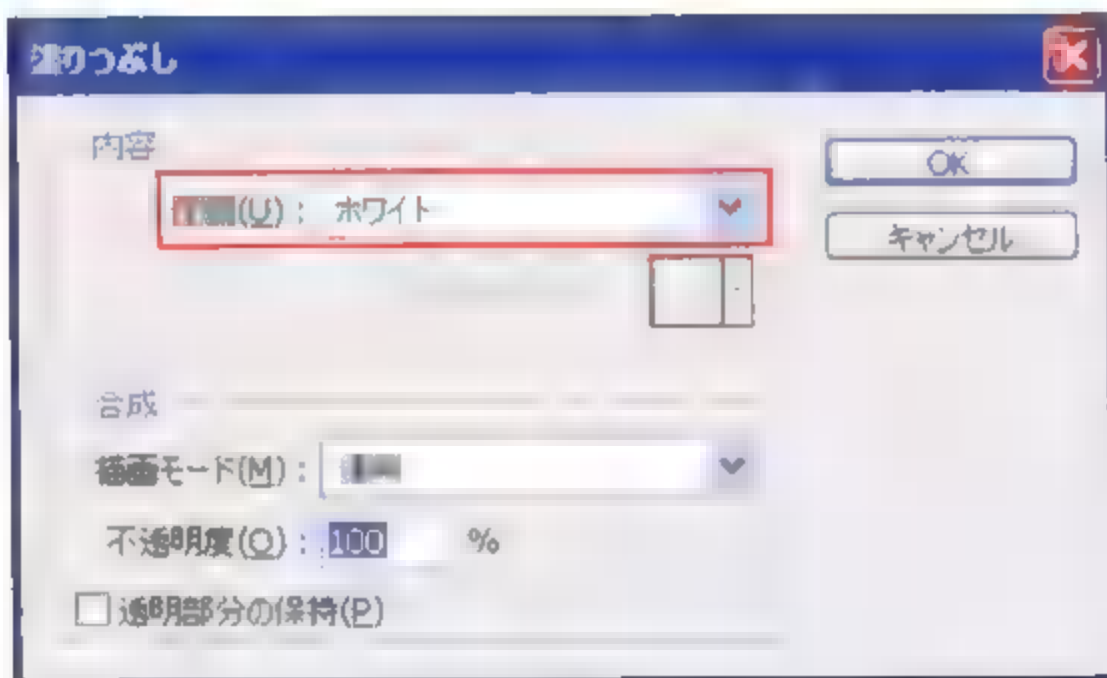 塗りつぶし
内容
OK
(U)： ホワイト
キャンセル
合成
描画モード(M)：
不透明度(O)： 100 %
透明部分の保持(P)